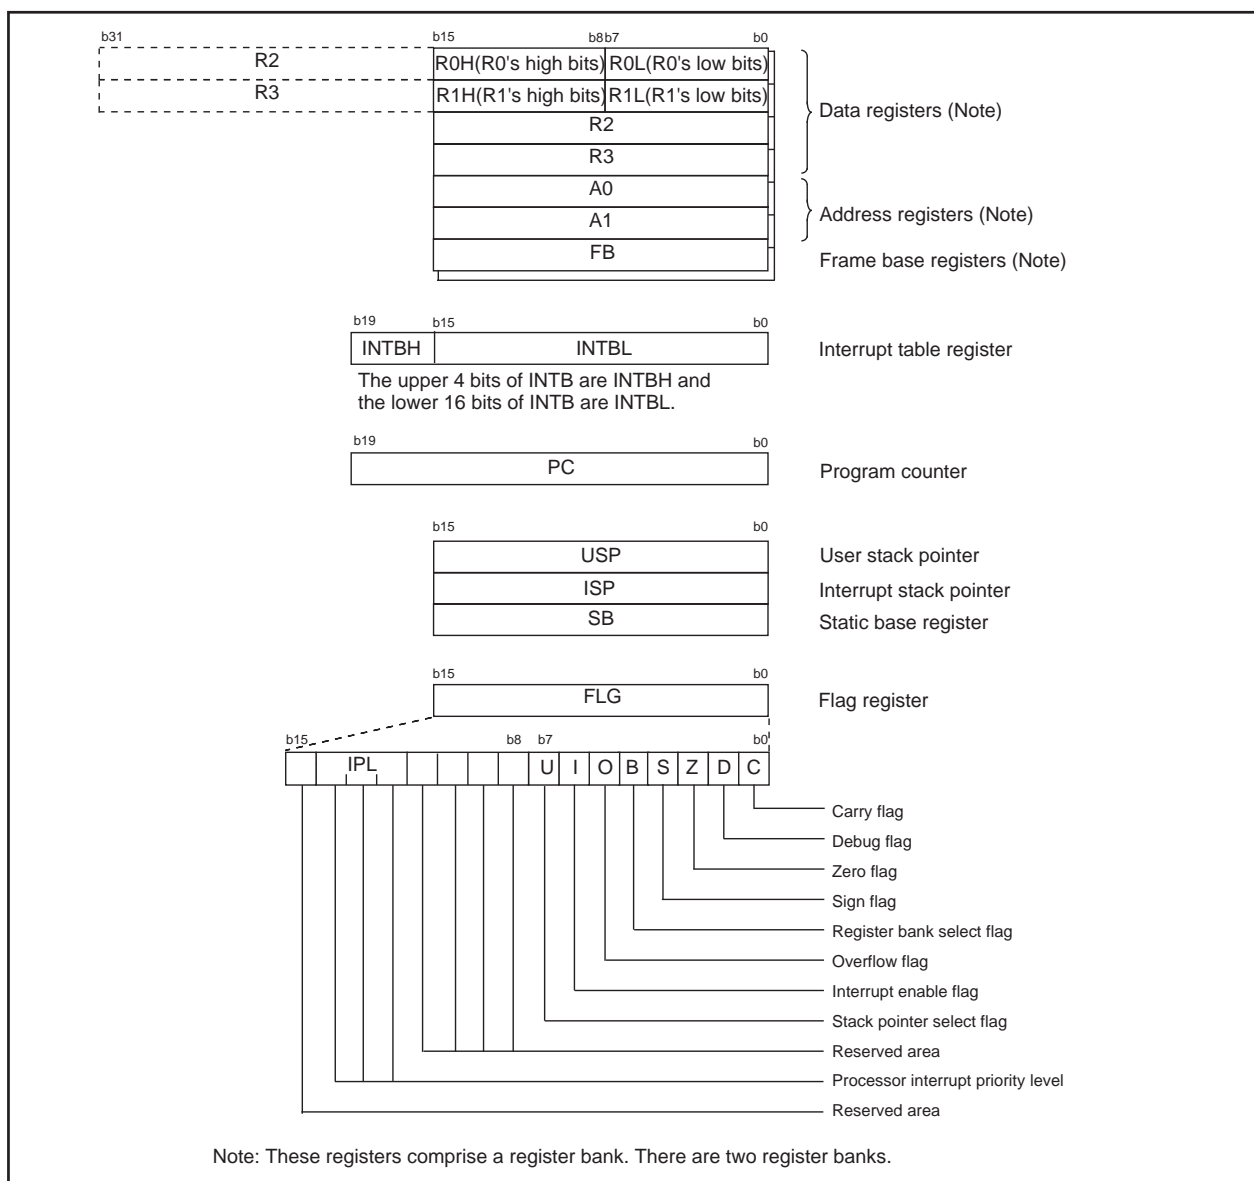 b31 b15 b8b7 b0
R2 R0H(R0's high bits) R0L(R0's low bits)
R3 R1H(R1's high bits) R1L(R1's low bits)
Data registers (Note)
R2
R3
A0
A1
Address registers (Note)
FB
Frame base registers (Note)
b19 b15 b0
INTBH INTBL Interrupt table register
The upper 4 bits of INTB are INTBH and
the lower 16 bits of INTB are INTBL.
b19 b0
PC Program counter
b15 b0
USP User stack pointer
ISP Interrupt stack pointer
SB Static base register
b15 b0
FLG Flag register
b15 b8 b7 b0
IPL U I O B S Z D C
Carry flag
Debug flag
Zero flag
Sign flag
Register bank select flag
Overflow flag
Interrupt enable flag
Stack pointer select flag
Reserved area
Processor interrupt priority level
Reserved area
Note: These registers comprise a register bank. There are two register banks.